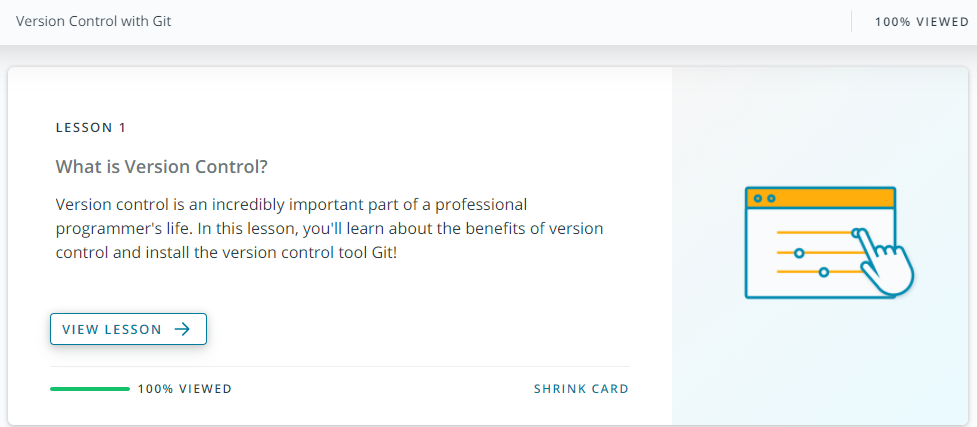 Version Control with Git
100% VIEWED
LESSON 1
What is Version Control?
Version control is an incredibly important part of a professional
programmer's life. In this lesson, you'll learn about the benefits of version
control and install the version control tool Git!
VIEW LESSON
100% VIEWED
SHRINK CARD